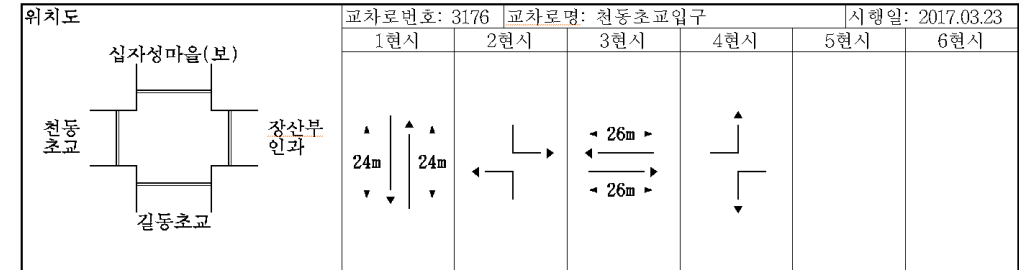 위치도
교차로번호: 3176 교차로명: 천동초교입구 시행일: 2017.03.23
1현시 2현시 3현시 4현시 5현시 6현시
십자성마을(보)
천동
초교
장산부
인과
길동초교
24m 24m
26m
26m